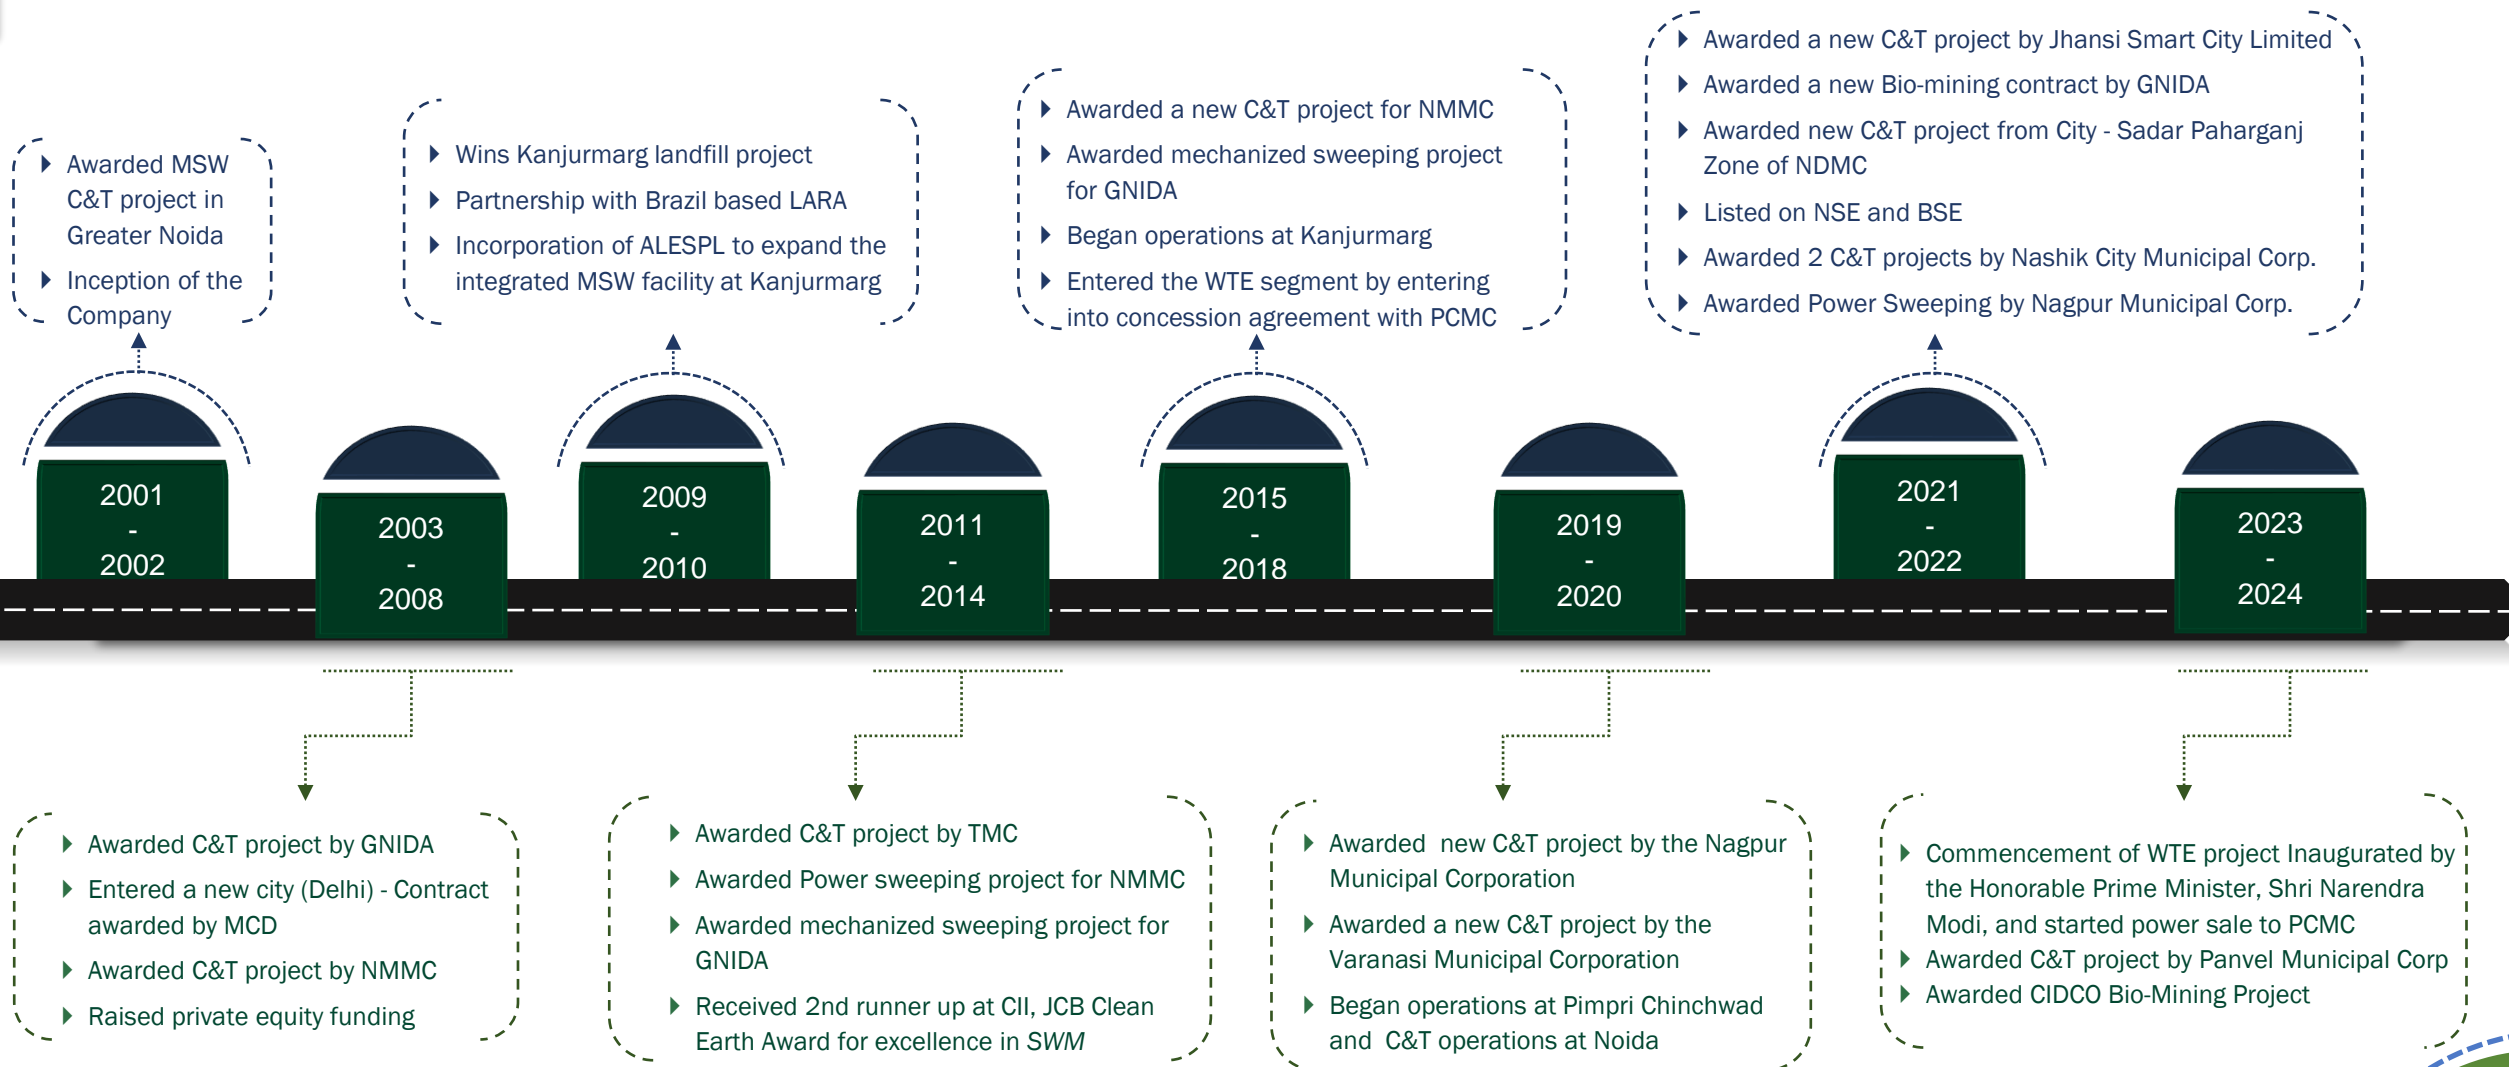 Awarded MSW
C&T project in
Greater Noida
Inception of the
Company
Wins Kanjurmarg landfill project
Partnership with Brazil based LARA
Incorporation of ALESPL to expand the
integrated MSW facility at Kanjurmarg
Awarded a new C&T project for NMMC
Awarded mechanized sweeping project
for GNIDA
Began operations at Kanjurmarg
Entered the WTE segment by entering
into concession agreement with PCMC
Awarded a new C&T project by Jhansi Smart City Limited
Awarded a new Bio-mining contract by GNIDA
Awarded new C&T project from City - Sadar Paharganj
Zone of NDMC
Listed on NSE and BSE
Awarded 2 C&T projects by Nashik City Municipal Corp.
Awarded Power Sweeping by Nagpur Municipal Corp.
2001
-
2002
2003
-
2008
2009
-
2010
2011
-
2014
2015
-
2018
2019
-
2020
2021
-
2022
2023
-
2024
Awarded C&T project by GNIDA
Entered a new city (Delhi) - Contract
awarded by MCD
Awarded C&T project by NMMC
Raised private equity funding
Awarded C&T project by TMC
Awarded Power sweeping project for NMMC
Awarded mechanized sweeping project for
GNIDA
Received 2nd runner up at CII, JCB Clean
Earth Award for excellence in SWM
Awarded  new C&T project by the Nagpur
Municipal Corporation
Awarded a new C&T project by the
Varanasi Municipal Corporation
Began operations at Pimpri Chinchwad
and  C&T operations at Noida
Commencement of WTE project Inaugurated by
the Honorable Prime Minister, Shri Narendra
Modi, and started power sale to PCMC
Awarded C&T project by Panvel Municipal Corp
Awarded CIDCO Bio-Mining Project